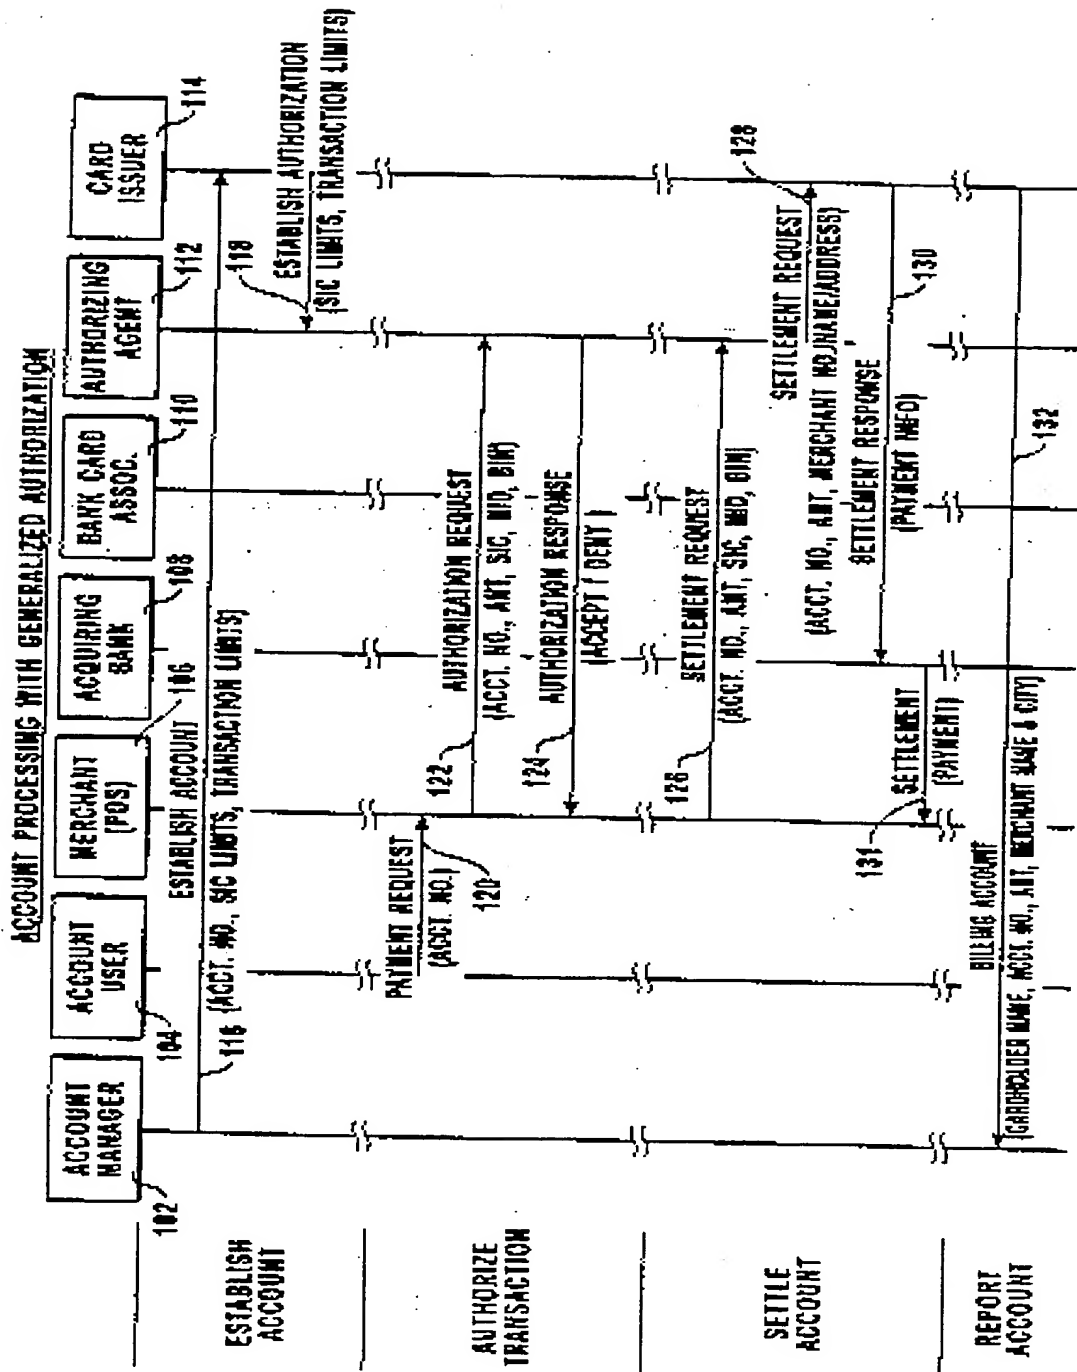 ACCOUNT PROCESSING WITH GENERALIZED AUTHORIZATION
ACCOUNT
MANAGER
102
ACCOUNT
USER
104
MERCHANT
(POS)
106
ACQUIRING
BANK
108
BANK CARD
ASSOC.
110
AUTHORIZING
AGENT
112
CARD
ISSUER
114
ESTABLISH
ACCOUNT
ESTABLISH ACCOUNT
116
(ACCT. NO., SIC LIMITS, TRANSACTION LIMITS)
118
ESTABLISH AUTHORIZATION
(SIC LIMITS, TRANSACTION LIMITS)
AUTHORIZE
TRANSACTION
PAYMENT REQUEST
(ACCT. NO.)
120
122
AUTHORIZATION REQUEST
(ACCT. NO., AMT, SIC, MID, BIN)
124
AUTHORIZATION RESPONSE
(ACCEPT / DENY)
SETTLE
ACCOUNT
126
SETTLEMENT REQUEST
(ACCT. NO., AMT, SIC, MID, BIN)
SETTLEMENT REQUEST
128
(ACCT. NO., AMT, MERCHANT NO./NAME/ADDRESS)
SETTLEMENT RESPONSE
(PAYMENT INFO)
130
131
SETTLEMENT
(PAYMENT)
REPORT
ACCOUNT
BILLING ACCOUNT
132
(CARDHOLDER NAME, ACCT. NO., AMT, MERCHANT NAME & CITY)